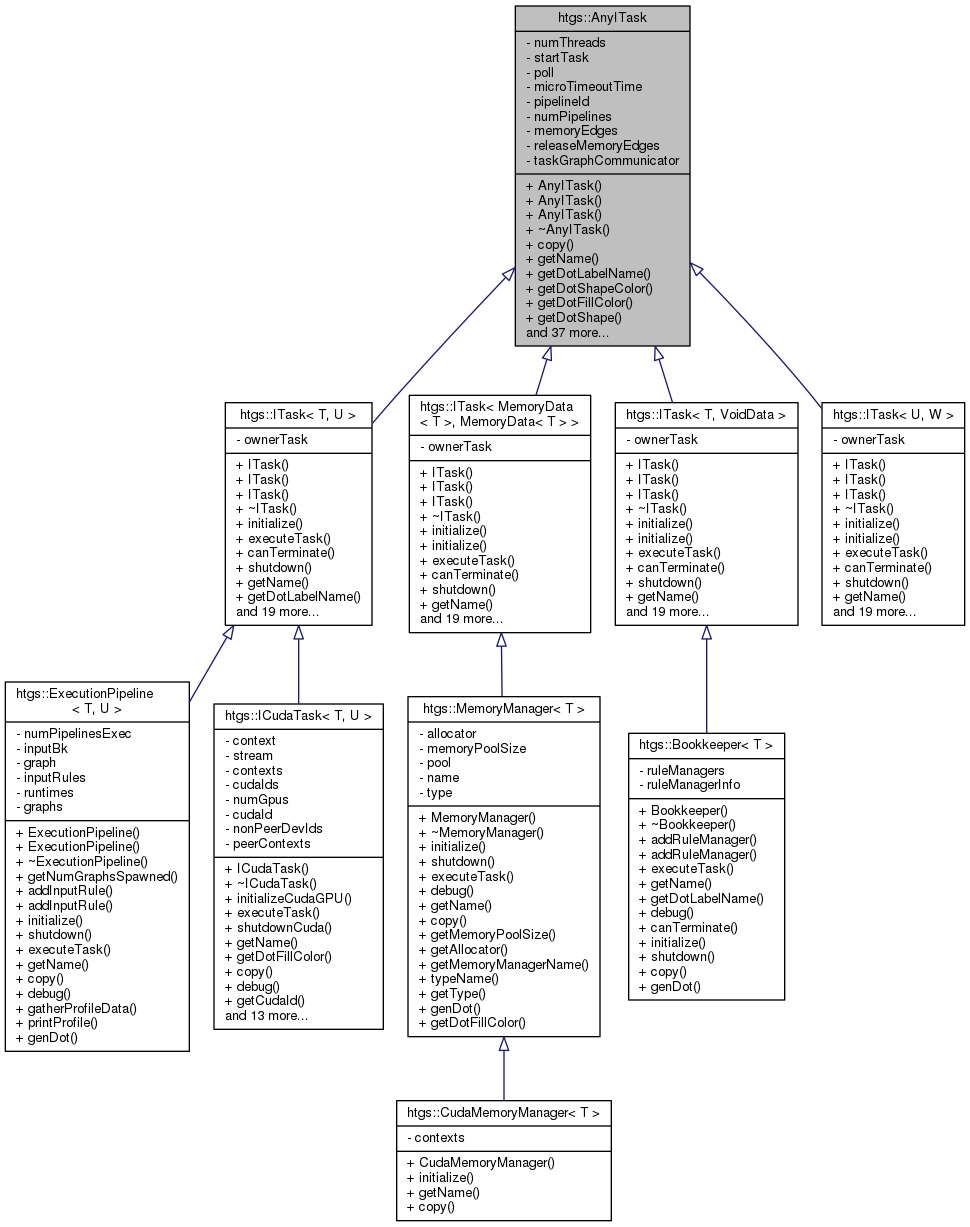 htgs::AnyITask
- numThreads
- startTask
- poll
- microTimeoutTime
- pipelineId
- numPipelines
- memoryEdges
- releaseMemoryEdges
- taskGraphCommunicator
+ AnyITask()
+ AnyITask()
+ AnyITask()
+ ~AnyITask()
+ copy()
+ getName()
+ getDotLabelName()
+ getDotShapeColor()
+ getDotFillColor()
+ getDotShape()
and 37 more...
htgs::ITask< T, U >
- ownerTask
+ ITask()
+ ITask()
+ ITask()
+ ~ITask()
+ initialize()
+ executeTask()
+ canTerminate()
+ shutdown()
+ getName()
+ getDotLabelName()
and 19 more...
htgs::ITask< MemoryData
< T >, MemoryData< T > >
- ownerTask
+ ITask()
+ ITask()
+ ITask()
+ ~ITask()
+ initialize()
+ initialize()
+ executeTask()
+ canTerminate()
+ shutdown()
+ getName()
and 19 more...
htgs::ITask< T, VoidData >
- ownerTask
+ ITask()
+ ITask()
+ ITask()
+ ~ITask()
+ initialize()
+ initialize()
+ executeTask()
+ canTerminate()
+ shutdown()
+ getName()
and 19 more...
htgs::ITask< U, W >
- ownerTask
+ ITask()
+ ITask()
+ ITask()
+ ~ITask()
+ initialize()
+ initialize()
+ executeTask()
+ canTerminate()
+ shutdown()
+ getName()
and 19 more...
htgs::ExecutionPipeline
< T, U >
- numPipelinesExec
- inputBk
- graph
- inputRules
- runtimes
- graphs
+ ExecutionPipeline()
+ ExecutionPipeline()
+ ~ExecutionPipeline()
+ getNumGraphsSpawned()
+ addInputRule()
+ addInputRule()
+ initialize()
+ shutdown()
+ executeTask()
+ getName()
+ copy()
+ debug()
+ gatherProfileData()
+ printProfile()
+ genDot()
htgs::ICudaTask< T, U >
- context
- stream
- contexts
- cudaIds
- numGpus
- cudaId
- nonPeerDevIds
- peerContexts
+ ICudaTask()
+ ~ICudaTask()
+ initializeCudaGPU()
+ executeTask()
+ shutdownCuda()
+ getName()
+ getDotFillColor()
+ copy()
+ debug()
+ getCudaId()
and 13 more...
htgs::MemoryManager< T >
- allocator
- memoryPoolSize
- pool
- name
- type
+ MemoryManager()
+ ~MemoryManager()
+ initialize()
+ shutdown()
+ executeTask()
+ debug()
+ getName()
+ copy()
+ getMemoryPoolSize()
+ getAllocator()
+ getMemoryManagerName()
+ typeName()
+ getType()
+ genDot()
+ getDotFillColor()
htgs::Bookkeeper< T >
- ruleManagers
- ruleManagerInfo
+ Bookkeeper()
+ ~Bookkeeper()
+ addRuleManager()
+ addRuleManager()
+ executeTask()
+ getName()
+ getDotLabelName()
+ debug()
+ canTerminate()
+ initialize()
+ shutdown()
+ copy()
+ genDot()
htgs::CudaMemoryManager< T >
- contexts
+ CudaMemoryManager()
+ initialize()
+ getName()
+ copy()